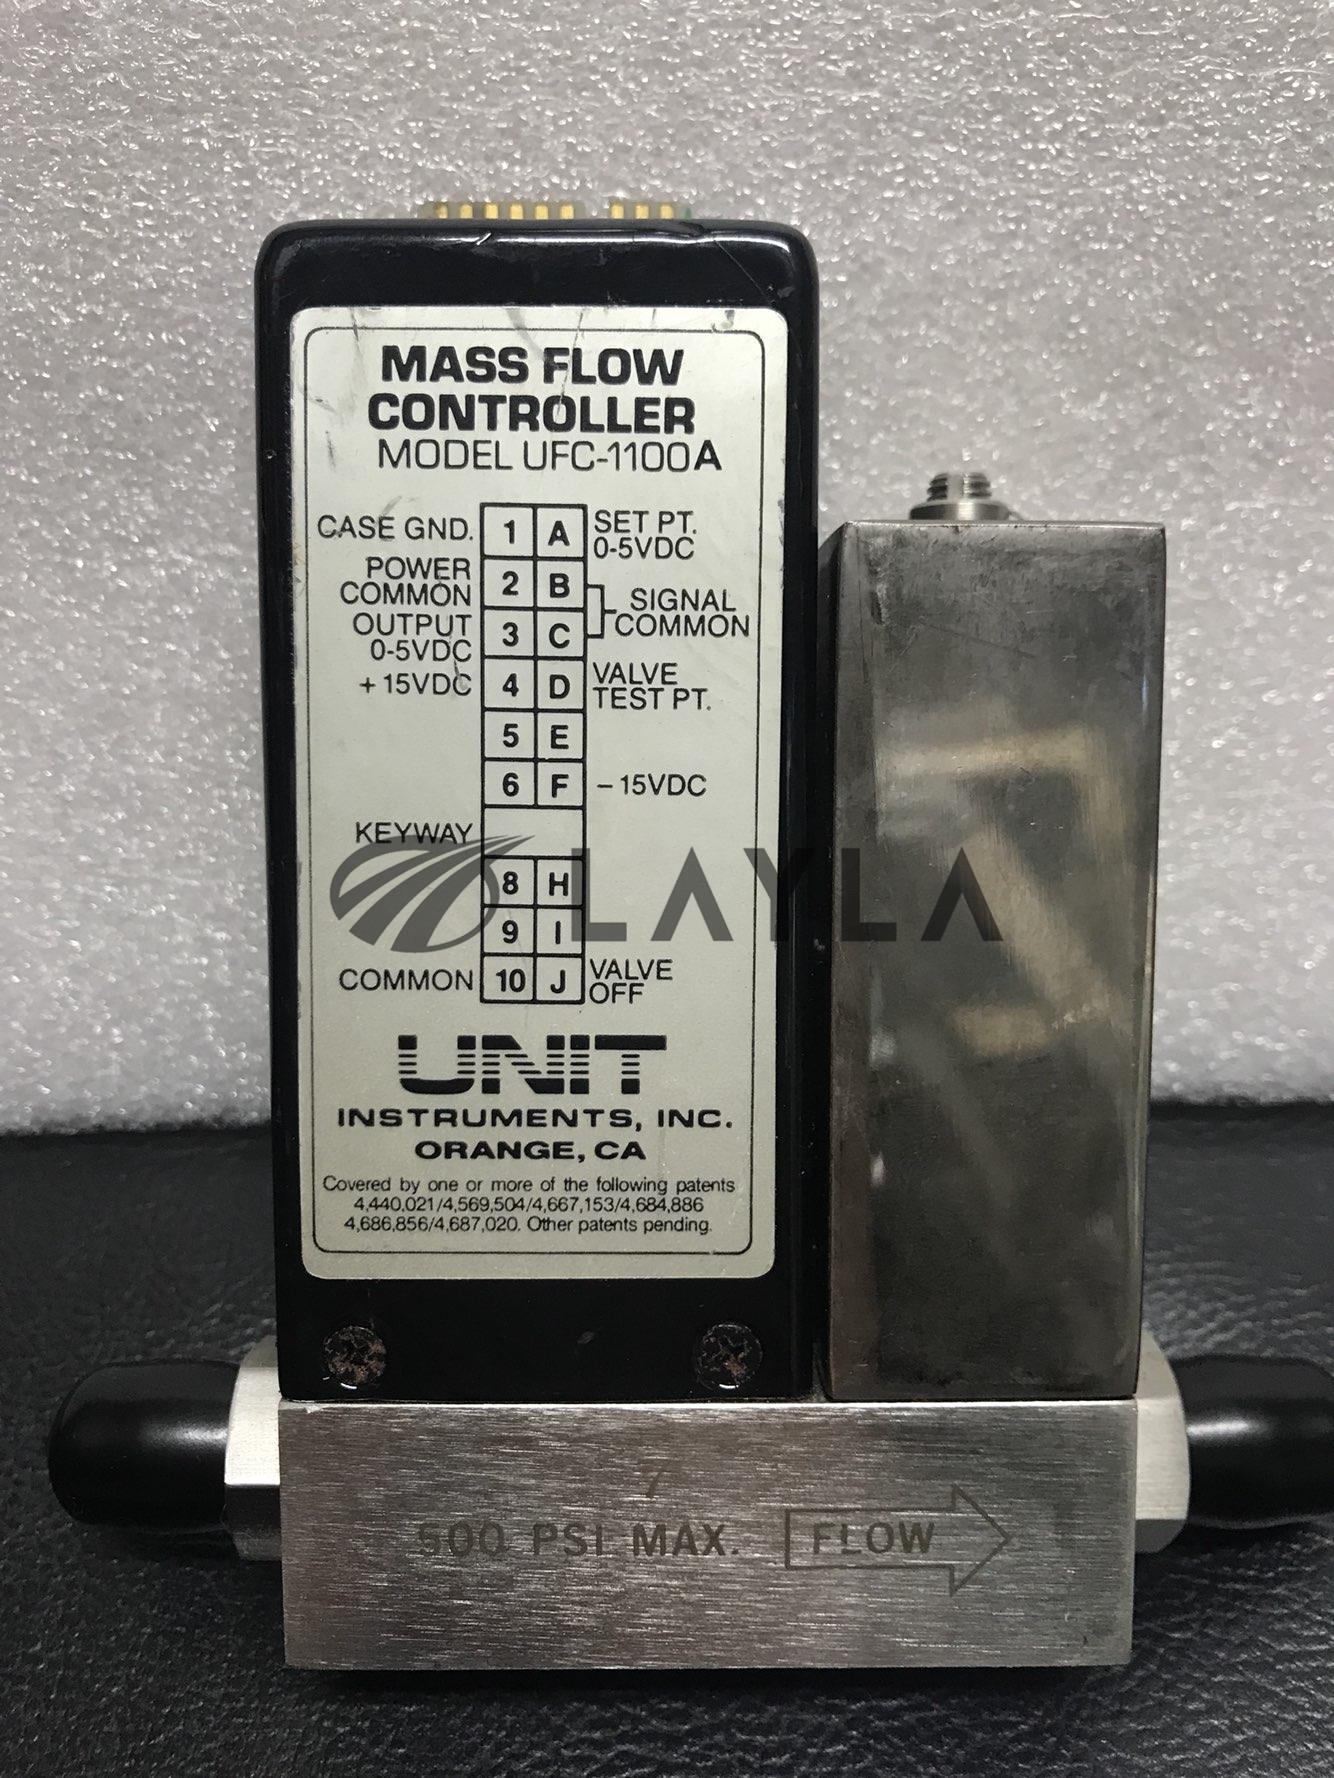 MASS FLOW
CONTROLLER
MODEL UFC-1100A
CASE GND. 1 A SET PT. 0-5VDC
POWER COMMON 2 B SIGNAL COMMON
OUTPUT 0-5VDC 3 C
+15VDC 4 D VALVE TEST PT.
5 E
6 F -15VDC
KEYWAY
8 H
9 I
COMMON 10 J VALVE OFF
LAYLA
UNIT
INSTRUMENTS, INC.
ORANGE, CA
Covered by one or more of the following patents
4,440,021/4,569,504/4,667,153/4,684,886
4,686,856/4,687,020. Other patents pending.
7
500 PSI MAX. FLOW